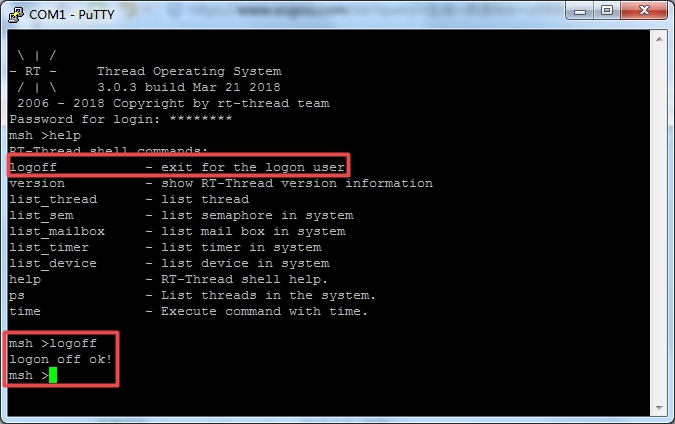 COM1 - PuTTY
\ | /
- RT -     Thread Operating System
/ | \     3.0.3 build Mar 21 2018
2006 - 2018 Copyright by rt-thread team
Password for login: ********
msh >help
RT-Thread shell commands:
logoff           - exit for the logon user
version          - show RT-Thread version information
list_thread      - list thread
list_sem         - list semaphore in system
list_mailbox     - list mail box in system
list_timer       - list timer in system
list_device      - list device in system
help             - RT-Thread shell help.
ps               - List threads in the system.
time             - Execute command with time.
msh >logoff
logon off ok!
msh >